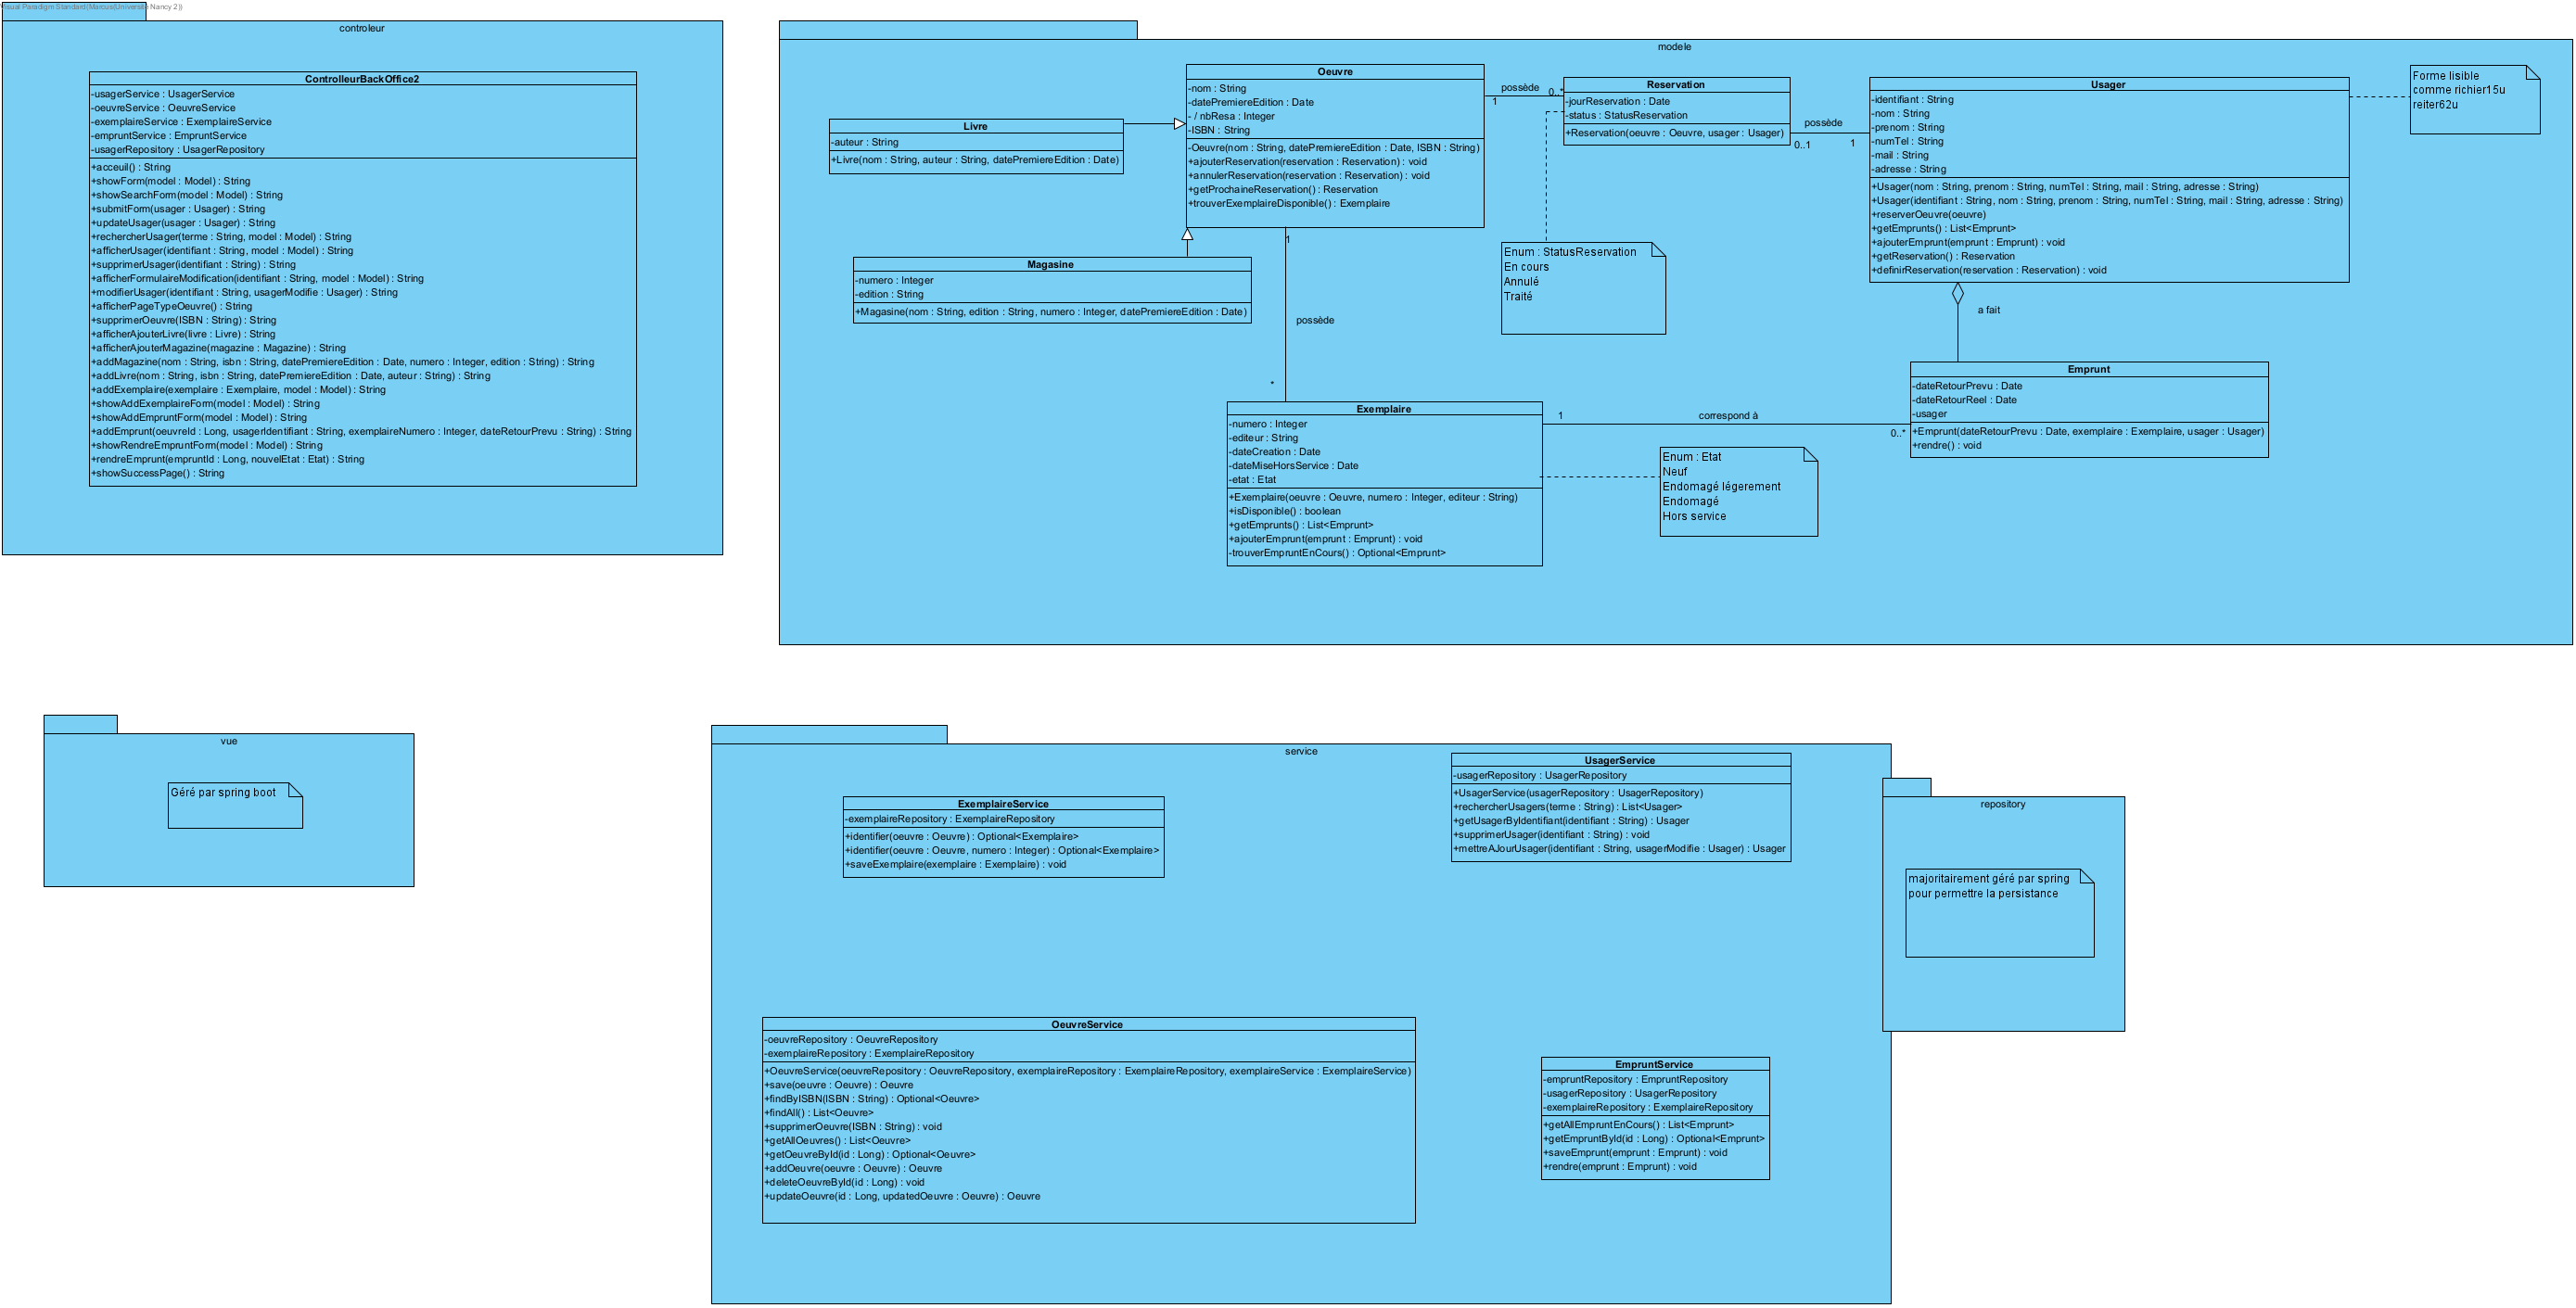 Visual Paradigm Standard(Marcus(Université Nancy 2))
controleur
ControlleurBackOffice2
-usagerService : UsagerService
-oeuvreService : OeuvreService
-exemplaireService : ExemplaireService
-empruntService : EmpruntService
-usagerRepository : UsagerRepository
+acceuil() : String
+showForm(model : Model) : String
+showSearchForm(model : Model) : String
+submitForm(usager : Usager) : String
+updateUsager(usager : Usager) : String
+rechercherUsager(terme : String, model : Model) : String
+afficherUsager(identifiant : String, model : Model) : String
+supprimerUsager(identifiant : String) : String
+afficherFormulaireModification(identifiant : String, model : Model) : String
+modifierUsager(identifiant : String, usagerModifie : Usager) : String
+afficherPageTypeOeuvre() : String
+supprimerOeuvre(ISBN : String) : String
+afficherAjouterLivre(livre : Livre) : String
+afficherAjouterMagazine(magazine : Magazine) : String
+addMagazine(nom : String, isbn : String, datePremiereEdition : Date, numero : Integer, edition : String) : String
+addLivre(nom : String, isbn : String, datePremiereEdition : Date, auteur : String) : String
+addExemplaire(exemplaire : Exemplaire, model : Model) : String
+showAddExemplaireForm(model : Model) : String
+showAddEmpruntForm(model : Model) : String
+addEmprunt(oeuvreId : Long, usagerIdentifiant : String, exemplaireNumero : Integer, dateRetourPrevu : String) : String
+showRendreEmpruntForm(model : Model) : String
+rendreEmprunt(empruntId : Long, nouvelEtat : Etat) : String
+showSuccessPage() : String
modele
Livre
-auteur : String
+Livre(nom : String, auteur : String, datePremiereEdition : Date)
Oeuvre
-nom : String
-datePremiereEdition : Date
- / nbResa : Integer
-ISBN : String
-Oeuvre(nom : String, datePremiereEdition : Date, ISBN : String)
+ajouterReservation(reservation : Reservation) : void
+annulerReservation(reservation : Reservation) : void
+getProchaineReservation() : Reservation
+trouverExemplaireDisponible() : Exemplaire
possède
1
0..*
Reservation
-jourReservation : Date
-status : StatusReservation
+Reservation(oeuvre : Oeuvre, usager : Usager)
possède
0..1
1
Usager
-identifiant : String
-nom : String
-prenom : String
-numTel : String
-mail : String
-adresse : String
+Usager(nom : String, prenom : String, numTel : String, mail : String, adresse : String)
+Usager(identifiant : String, nom : String, prenom : String, numTel : String, mail : String, adresse : String)
+reserverOeuvre(oeuvre)
+getEmprunts() : List<Emprunt>
+ajouterEmprunt(emprunt : Emprunt) : void
+getReservation() : Reservation
+definirReservation(reservation : Reservation) : void
Forme lisible
comme richier15u
reiter62u
Magasine
-numero : Integer
-edition : String
+Magasine(nom : String, edition : String, numero : Integer, datePremiereEdition : Date)
1
possède
*
Enum : StatusReservation
En cours
Annulé
Traité
a fait
Exemplaire
-numero : Integer
-editeur : String
-dateCreation : Date
-dateMiseHorsService : Date
-etat : Etat
+Exemplaire(oeuvre : Oeuvre, numero : Integer, editeur : String)
+isDisponible() : boolean
+getEmprunts() : List<Emprunt>
+ajouterEmprunt(emprunt : Emprunt) : void
-trouverEmpruntEnCours() : Optional<Emprunt>
1
correspond à
0..*
Emprunt
-dateRetourPrevu : Date
-dateRetourReel : Date
-usager
+Emprunt(dateRetourPrevu : Date, exemplaire : Exemplaire, usager : Usager)
+rendre() : void
Enum : Etat
Neuf
Endomagé légerement
Endomagé
Hors service
vue
Géré par spring boot
service
ExemplaireService
-exemplaireRepository : ExemplaireRepository
+identifier(oeuvre : Oeuvre) : Optional<Exemplaire>
+identifier(oeuvre : Oeuvre, numero : Integer) : Optional<Exemplaire>
+saveExemplaire(exemplaire : Exemplaire) : void
UsagerService
-usagerRepository : UsagerRepository
+UsagerService(usagerRepository : UsagerRepository)
+rechercherUsagers(terme : String) : List<Usager>
+getUsagerByIdentifiant(identifiant : String) : Usager
+supprimerUsager(identifiant : String) : void
+mettreAJourUsager(identifiant : String, usagerModifie : Usager) : Usager
repository
majoritairement géré par spring
pour permettre la persistance
OeuvreService
-oeuvreRepository : OeuvreRepository
-exemplaireRepository : ExemplaireRepository
+OeuvreService(oeuvreRepository : OeuvreRepository, exemplaireRepository : ExemplaireRepository, exemplaireService : ExemplaireService)
+save(oeuvre : Oeuvre) : Oeuvre
+findByISBN(ISBN : String) : Optional<Oeuvre>
+findAll() : List<Oeuvre>
+supprimerOeuvre(ISBN : String) : void
+getAllOeuvres() : List<Oeuvre>
+getOeuvreById(id : Long) : Optional<Oeuvre>
+addOeuvre(oeuvre : Oeuvre) : Oeuvre
+deleteOeuvreById(id : Long) : void
+updateOeuvre(id : Long, updatedOeuvre : Oeuvre) : Oeuvre
EmpruntService
-empruntRepository : EmpruntRepository
-usagerRepository : UsagerRepository
-exemplaireRepository : ExemplaireRepository
+getAllEmpruntEnCours() : List<Emprunt>
+getEmpruntById(id : Long) : Optional<Emprunt>
+saveEmprunt(emprunt : Emprunt) : void
+rendre(emprunt : Emprunt) : void